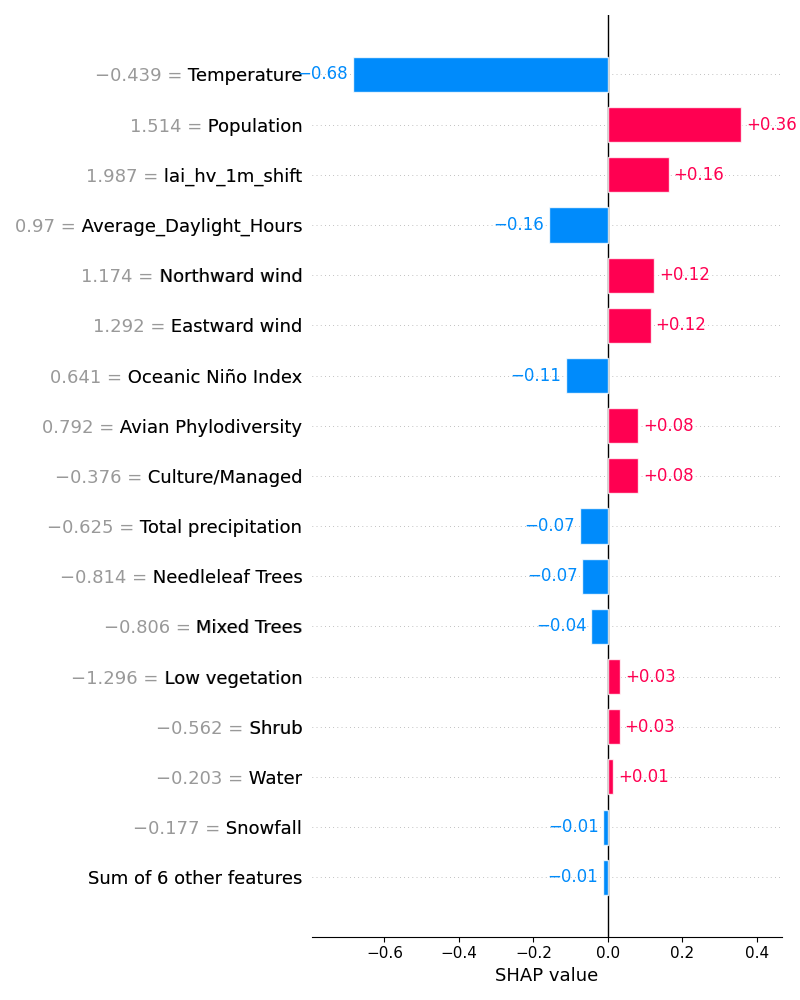 −0.439 = Temperature −0.68
1.514 = Population +0.36
1.987 = lai_hv_1m_shift +0.16
0.97 = Average_Daylight_Hours −0.16
1.174 = Northward wind +0.12
1.292 = Eastward wind +0.12
0.641 = Oceanic Niño Index −0.11
0.792 = Avian Phylodiversity +0.08
−0.376 = Culture/Managed +0.08
−0.625 = Total precipitation −0.07
−0.814 = Needleleaf Trees −0.07
−0.806 = Mixed Trees −0.04
−1.296 = Low vegetation +0.03
−0.562 = Shrub +0.03
−0.203 = Water +0.01
−0.177 = Snowfall −0.01
Sum of 6 other features −0.01
−0.6 −0.4 −0.2 0.0 0.2 0.4
SHAP value